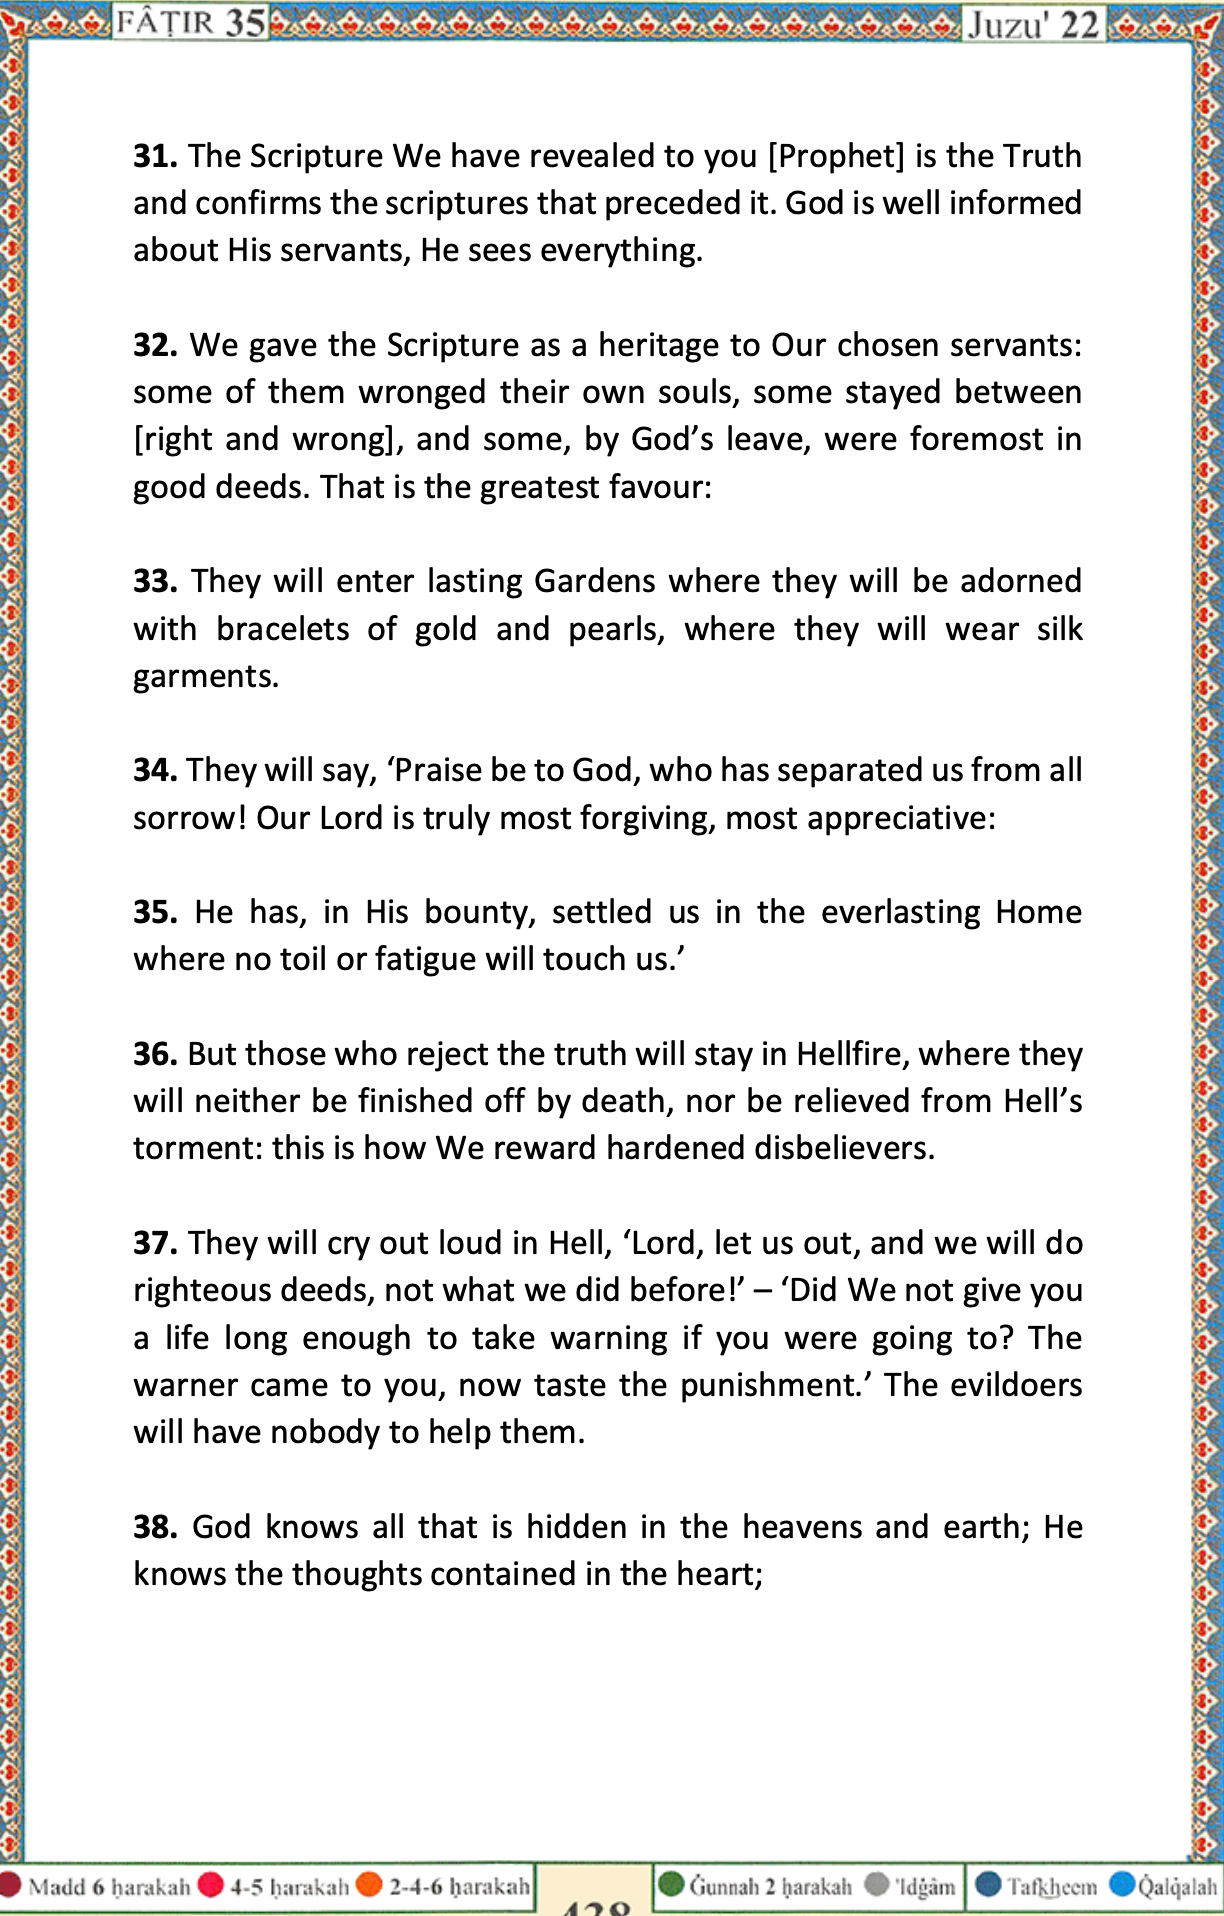 FÂṬIR 35
Juzu' 22
31. The Scripture We have revealed to you [Prophet] is the Truth
and confirms the scriptures that preceded it. God is well informed
about His servants, He sees everything.
32. We gave the Scripture as a heritage to Our chosen servants:
some of them wronged their own souls, some stayed between
[right and wrong], and some, by God’s leave, were foremost in
good deeds. That is the greatest favour:
33. They will enter lasting Gardens where they will be adorned
with bracelets of gold and pearls, where they will wear silk
garments.
34. They will say, ‘Praise be to God, who has separated us from all
sorrow! Our Lord is truly most forgiving, most appreciative:
35. He has, in His bounty, settled us in the everlasting Home
where no toil or fatigue will touch us.’
36. But those who reject the truth will stay in Hellfire, where they
will neither be finished off by death, nor be relieved from Hell’s
torment: this is how We reward hardened disbelievers.
37. They will cry out loud in Hell, ‘Lord, let us out, and we will do
righteous deeds, not what we did before!’ – ‘Did We not give you
a life long enough to take warning if you were going to? The
warner came to you, now taste the punishment.’ The evildoers
will have nobody to help them.
38. God knows all that is hidden in the heavens and earth; He
knows the thoughts contained in the heart;
Madd 6 ḥarakah 4-5 ḥarakah 2-4-6 ḥarakah
438
Ġunnah 2 ḥarakah 'Idġâm Tafkheem Qalqalah